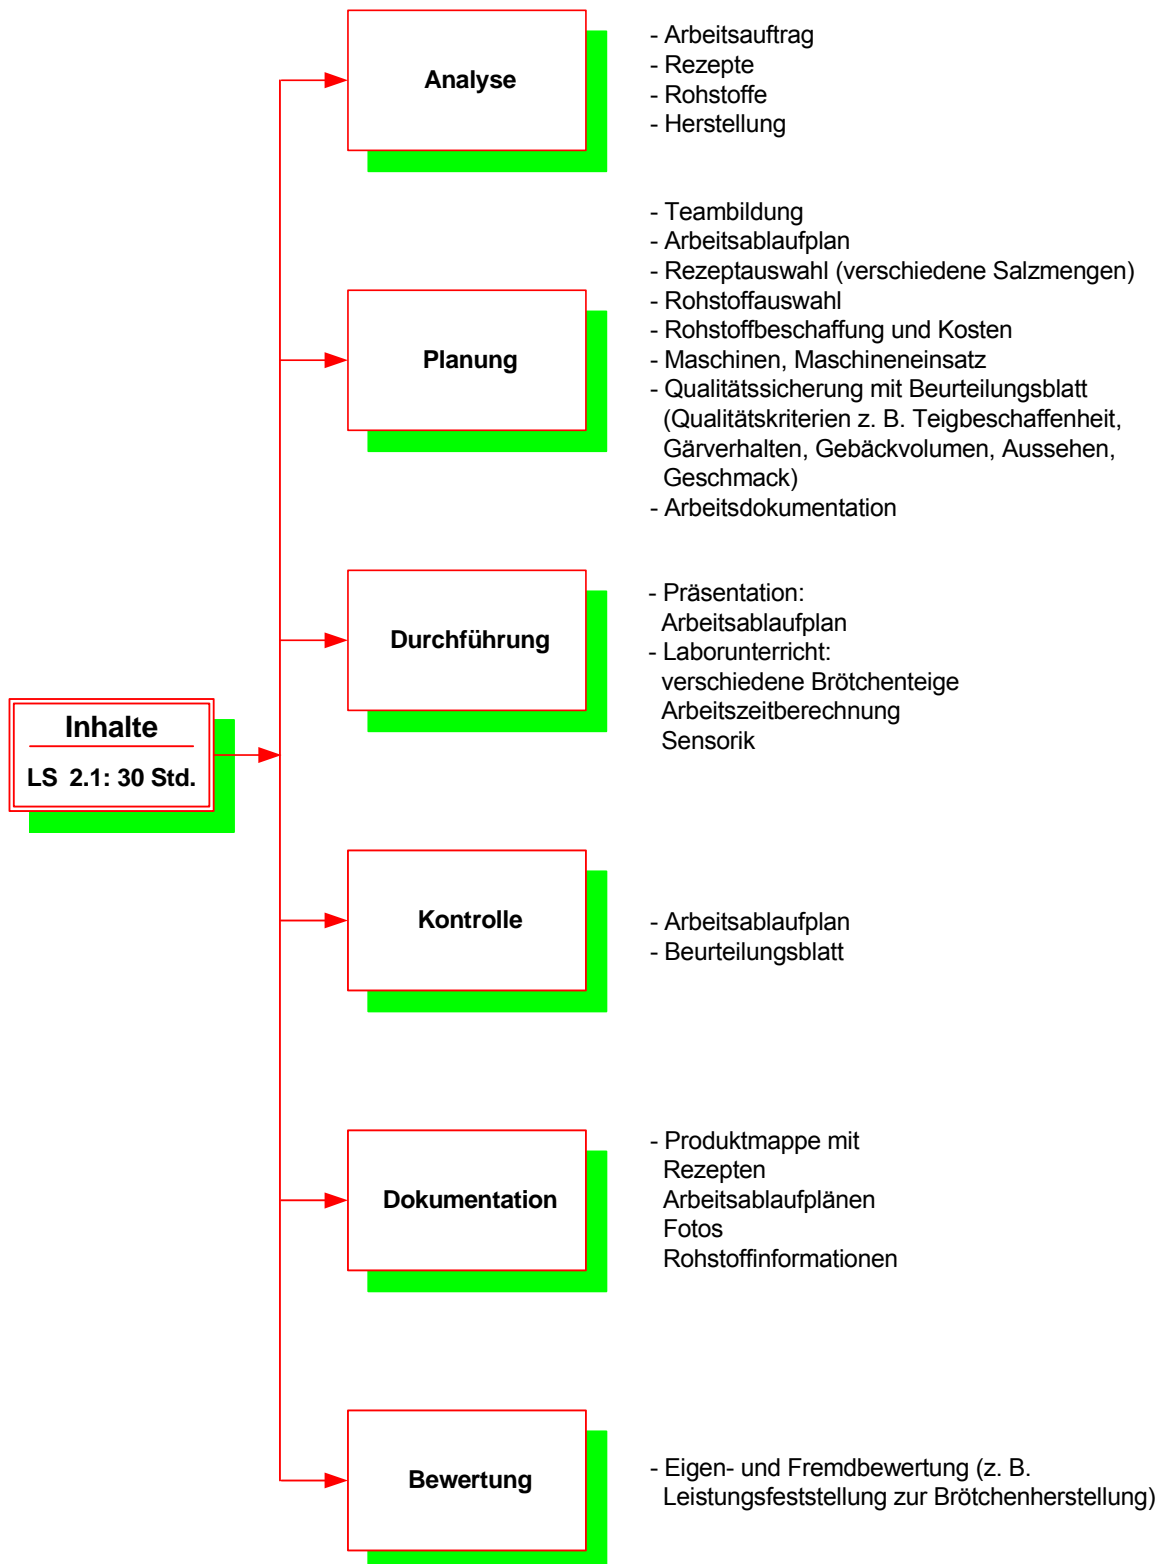 Analyse
- Arbeitsauftrag
- Rezepte
- Rohstoffe
- Herstellung
Planung
- Teambildung
- Arbeitsablaufplan
- Rezeptauswahl (verschiedene Salzmengen)
- Rohstoffauswahl
- Rohstoffbeschaffung und Kosten
- Maschinen, Maschineneinsatz
- Qualitätssicherung mit Beurteilungsblatt
(Qualitätskriterien z. B. Teigbeschaffenheit,
Gärverhalten, Gebäckvolumen, Aussehen,
Geschmack)
- Arbeitsdokumentation
Durchführung
- Präsentation:
Arbeitsablaufplan
- Laborunterricht:
verschiedene Brötchenteige
Arbeitszeitberechnung
Sensorik
Inhalte
LS 2.1: 30 Std.
Kontrolle
- Arbeitsablaufplan
- Beurteilungsblatt
Dokumentation
- Produktmappe mit
Rezepten
Arbeitsablaufplänen
Fotos
Rohstoffinformationen
Bewertung
- Eigen- und Fremdbewertung (z. B.
Leistungsfeststellung zur Brötchenherstellung)